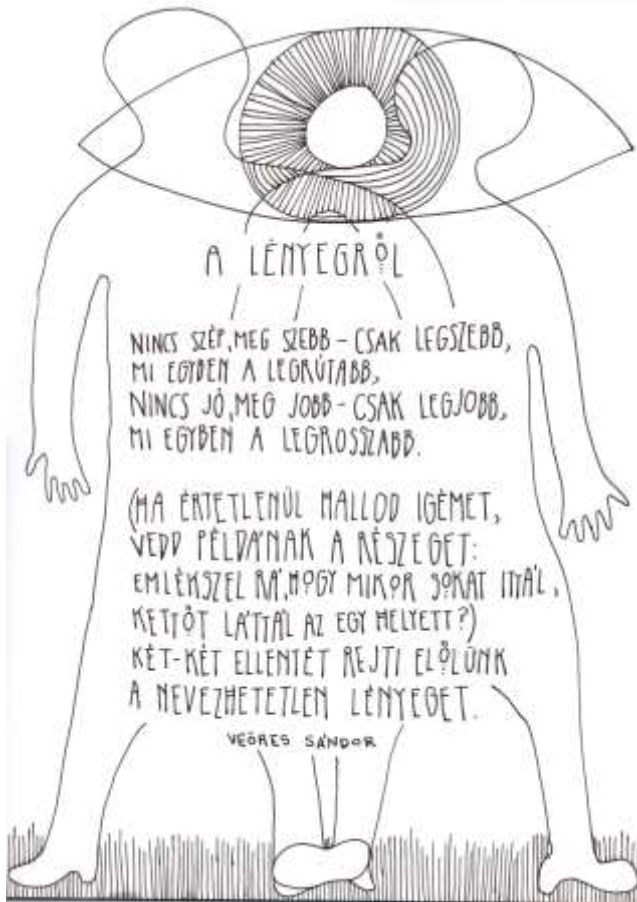 A LÉNYEGRŐL
NINCS SZÉP, MEG SZEBB - CSAK LEGSZEBB,
MI EGYBEN A LEGRÚTABB,
NINCS JÓ, MEG JOBB - CSAK LEGJOBB,
MI EGYBEN A LEGROSSZABB.
(HA ÉRTETLENÜL HALLOD IGÉMET,
VEDD PÉLDÁNAK A RÉSZEGET:
EMLÉKSZEL RÁ, HOGY MIKOR SOKAT ITTÁL,
KETTŐT LÁTTÁL AZ EGY HELYETT?)
KÉT-KÉT ELLENTÉT REJTI ELŐLÜNK
A NEVEZHETETLEN LÉNYEGET.
WEÖRES SÁNDOR